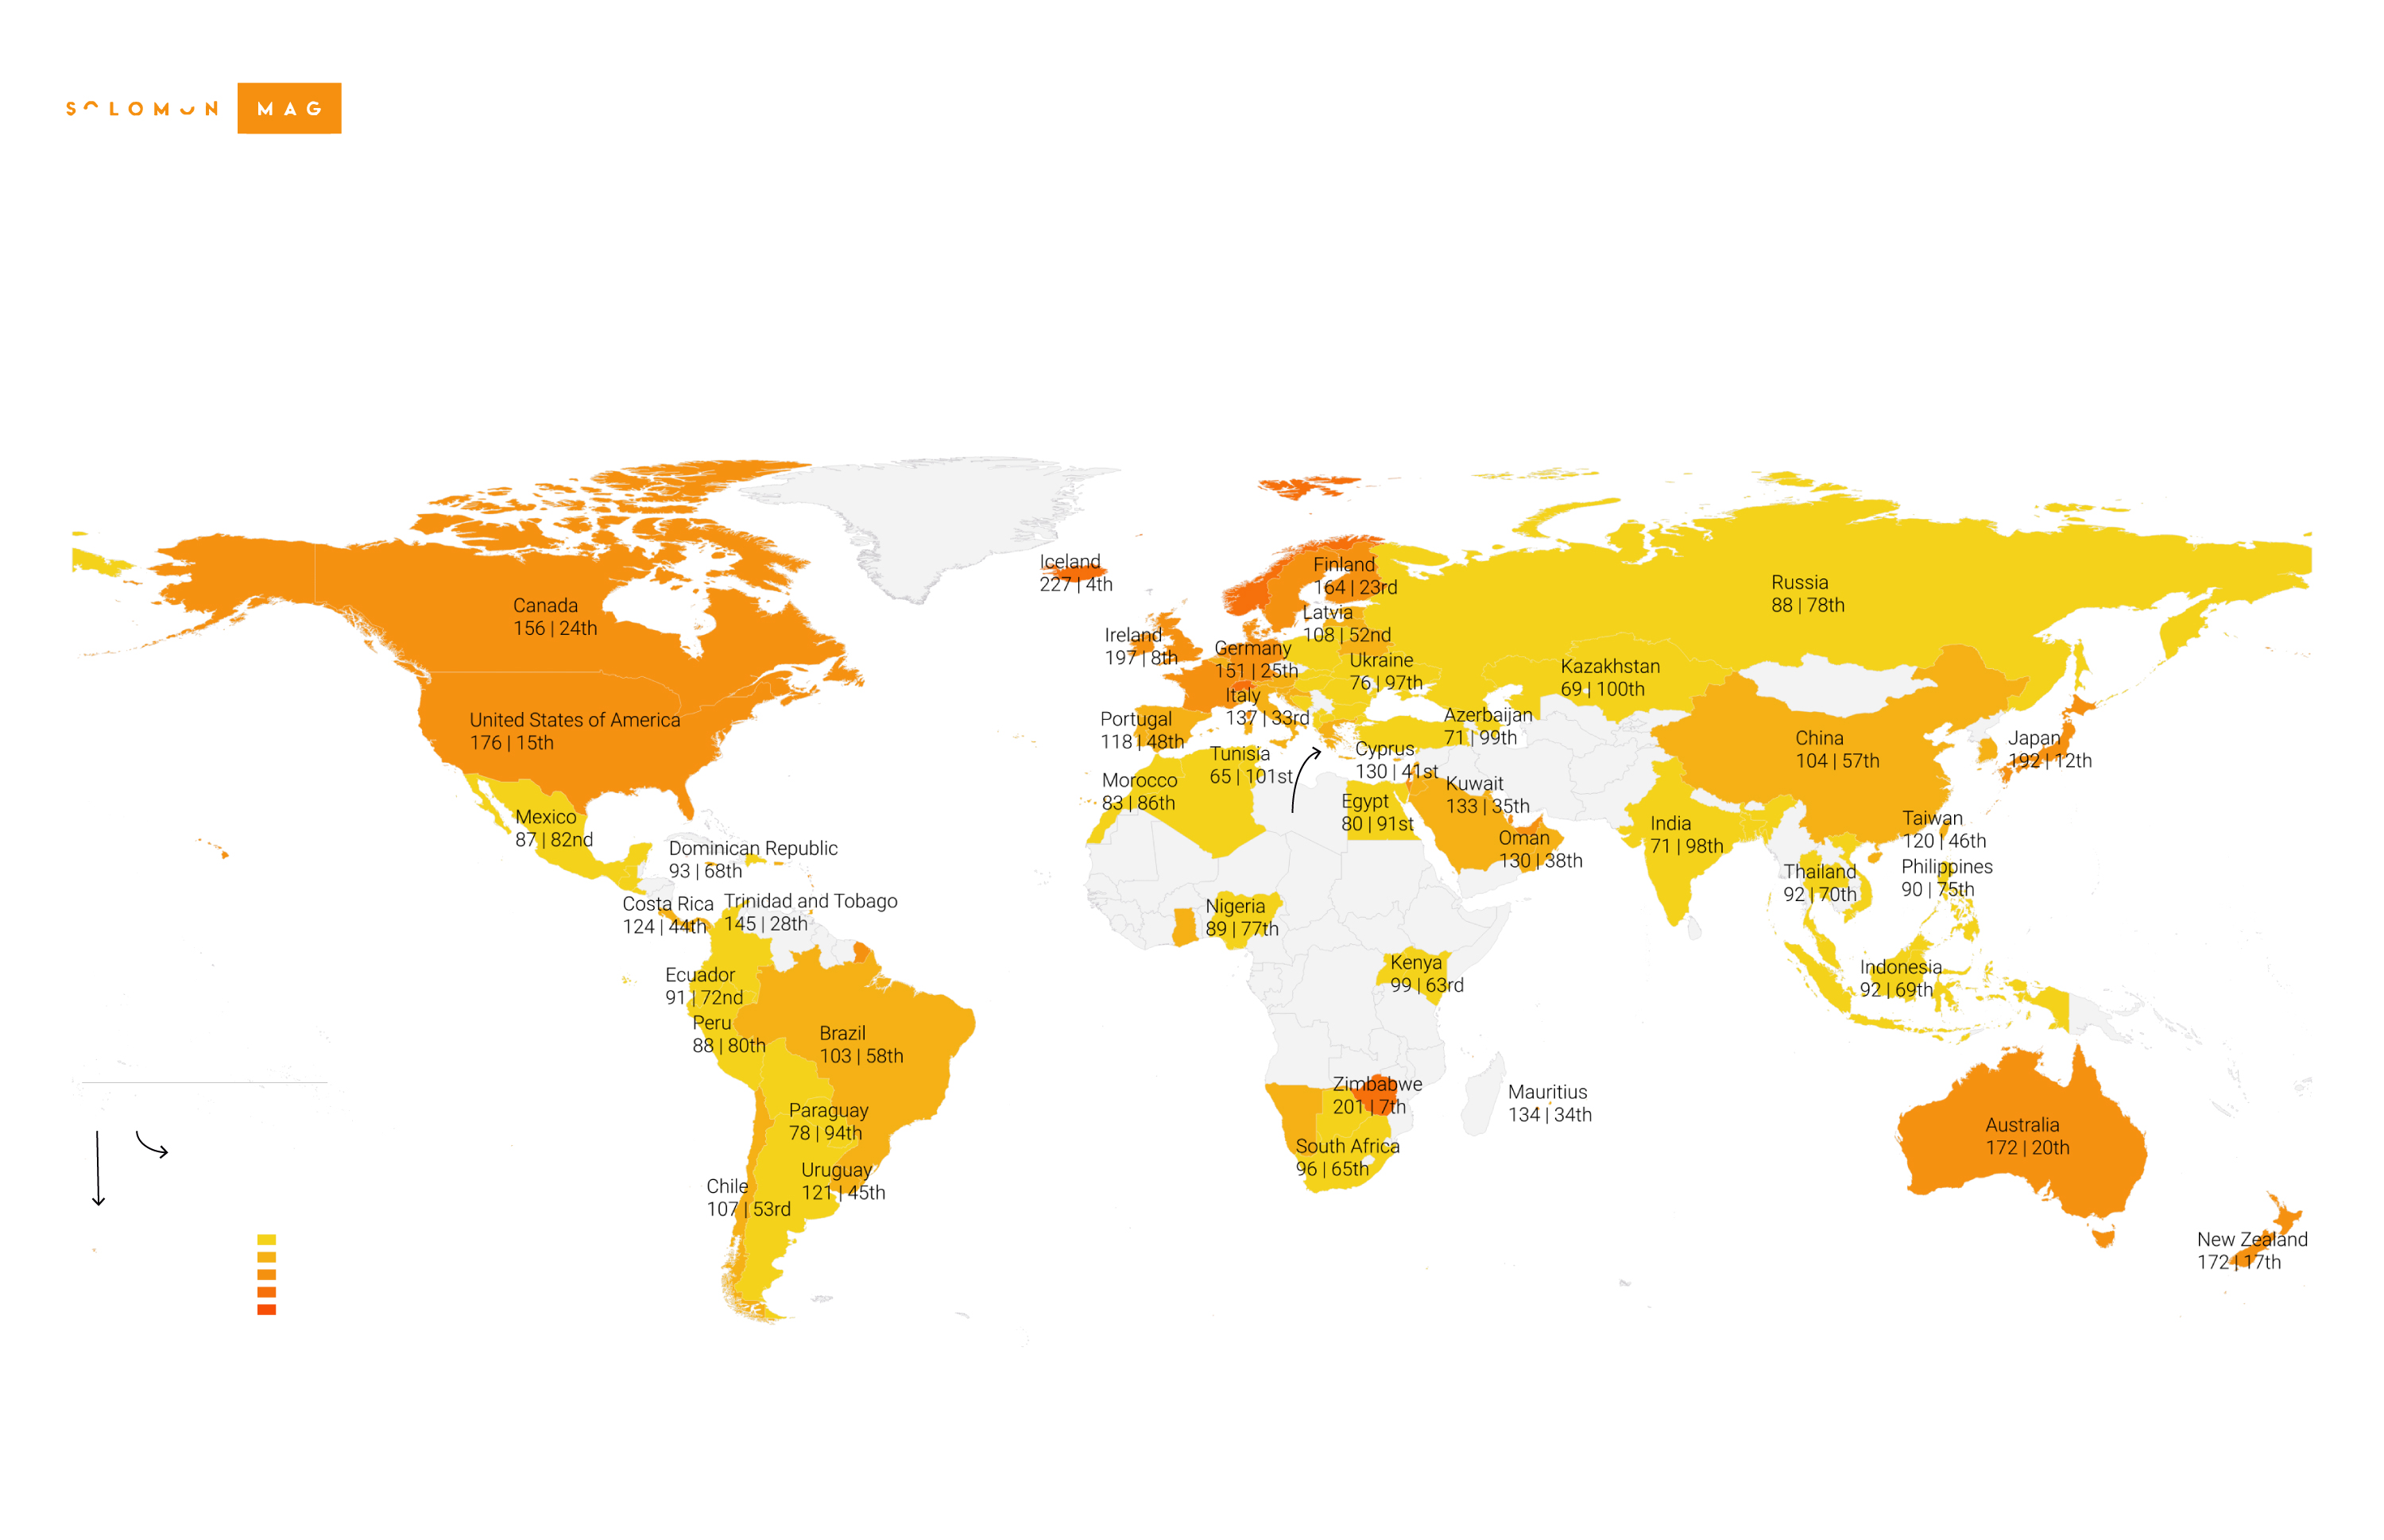 SOLOMON MAG
Iceland
227 | 4th
Finland
164 | 23rd
Russia
88 | 78th
Canada
156 | 24th
Latvia
108 | 52nd
Ireland
197 | 8th
Germany
151 | 25th
Ukraine
76 | 97th
Kazakhstan
69 | 100th
Italy
137 | 33rd
United States of America
176 | 15th
Portugal
118 | 48th
Azerbaijan
71 | 99th
China
104 | 57th
Japan
192 | 12th
Tunisia
65 | 101st
Cyprus
130 | 41st
Morocco
83 | 86th
Kuwait
133 | 35th
Egypt
80 | 91st
Mexico
87 | 82nd
India
71 | 98th
Taiwan
120 | 46th
Oman
130 | 38th
Dominican Republic
93 | 68th
Thailand
92 | 70th
Philippines
90 | 75th
Costa Rica
124 | 44th
Trinidad and Tobago
145 | 28th
Nigeria
89 | 77th
Kenya
99 | 63rd
Indonesia
92 | 69th
Ecuador
91 | 72nd
Peru
88 | 80th
Brazil
103 | 58th
Zimbabwe
201 | 7th
Mauritius
134 | 34th
Paraguay
78 | 94th
Australia
172 | 20th
South Africa
96 | 65th
Uruguay
121 | 45th
Chile
107 | 53rd
New Zealand
172 | 17th